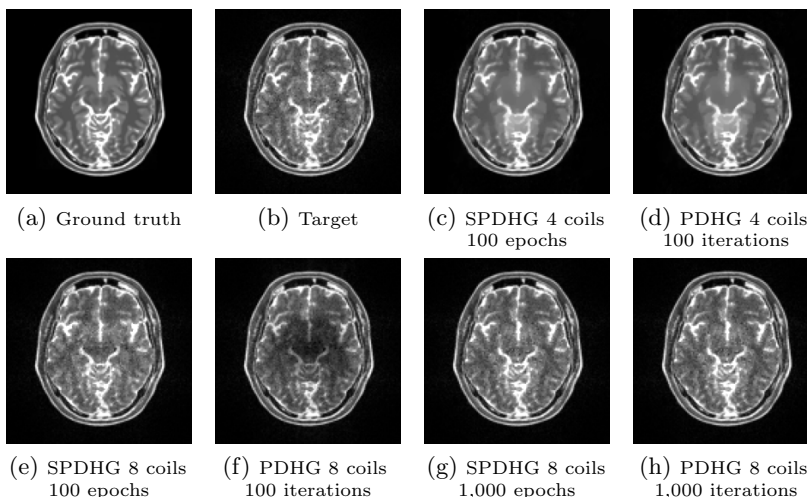 (a) Ground truth
(b) Target
(c) SPDHG 4 coils
100 epochs
(d) PDHG 4 coils
100 iterations
(e) SPDHG 8 coils
100 epochs
(f) PDHG 8 coils
100 iterations
(g) SPDHG 8 coils
1,000 epochs
(h) PDHG 8 coils
1,000 iterations